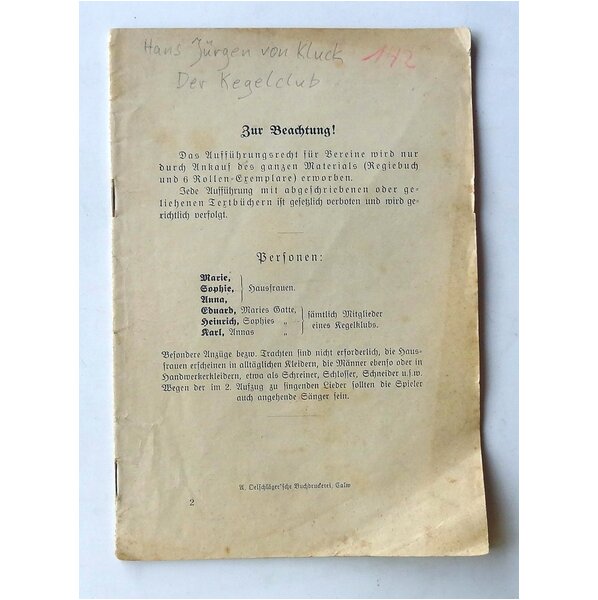 Hans Jürgen von Kluck 142
Der Kegelclub
Zur Beachtung!
Das Aufführungsrecht für Vereine wird nur
durch Ankauf des ganzen Materials (Regiebuch
und 6 Rollen-Exemplare) erworben.
Jede Aufführung mit abgeschriebenen oder ge-
liehenen Textbüchern ist gesetzlich verboten und wird ge-
richtlich verfolgt.
Personen:
Marie,
Sophie, Hausfrauen.
Anna,
Eduard, Maries Gatte,
Heinrich, Sophies „ sämtlich Mitglieder
Karl, Annas „ eines Kegelklubs.
Besondere Anzüge bezw. Trachten sind nicht erforderlich, die Haus-
frauen erscheinen in alltäglichen Kleidern, die Männer ebenso oder in
Handwerkerkleidern, etwa als Schreiner, Schlosser, Schneider u.s.w.
Wegen der im 2. Aufzug zu singenden Lieder sollten die Spieler
auch angehende Sänger sein.
A. Oelschläger'sche Buchdruckerei, Calw
2